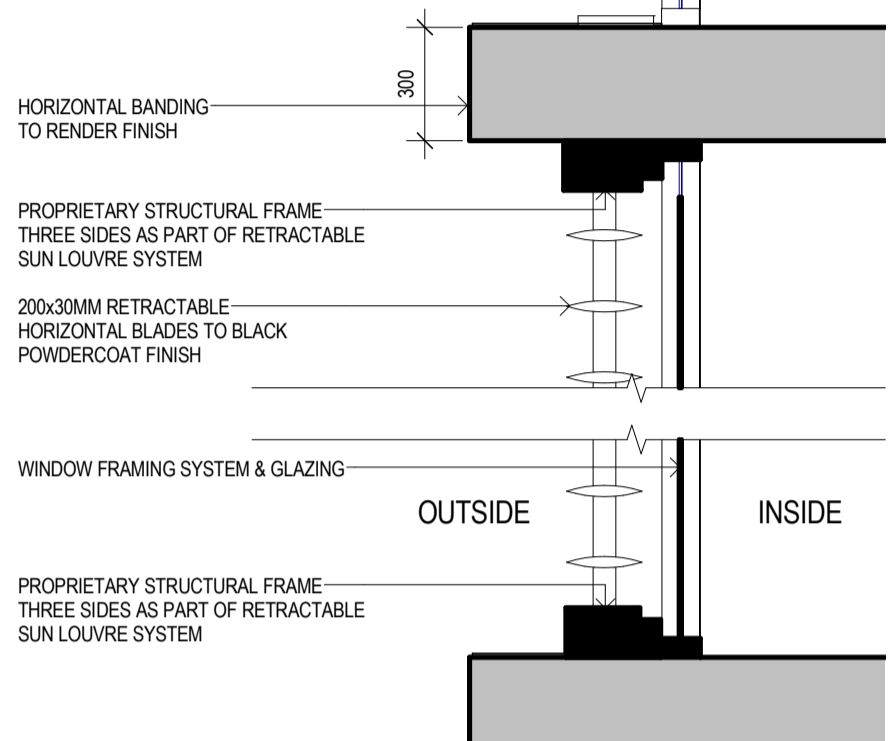 300
HORIZONTAL BANDING
TO RENDER FINISH
PROPRIETARY STRUCTURAL FRAME
THREE SIDES AS PART OF RETRACTABLE
SUN LOUVRE SYSTEM
200x30MM RETRACTABLE
HORIZONTAL BLADES TO BLACK
POWDERCOAT FINISH
WINDOW FRAMING SYSTEM & GLAZING
OUTSIDE
INSIDE
PROPRIETARY STRUCTURAL FRAME
THREE SIDES AS PART OF RETRACTABLE
SUN LOUVRE SYSTEM